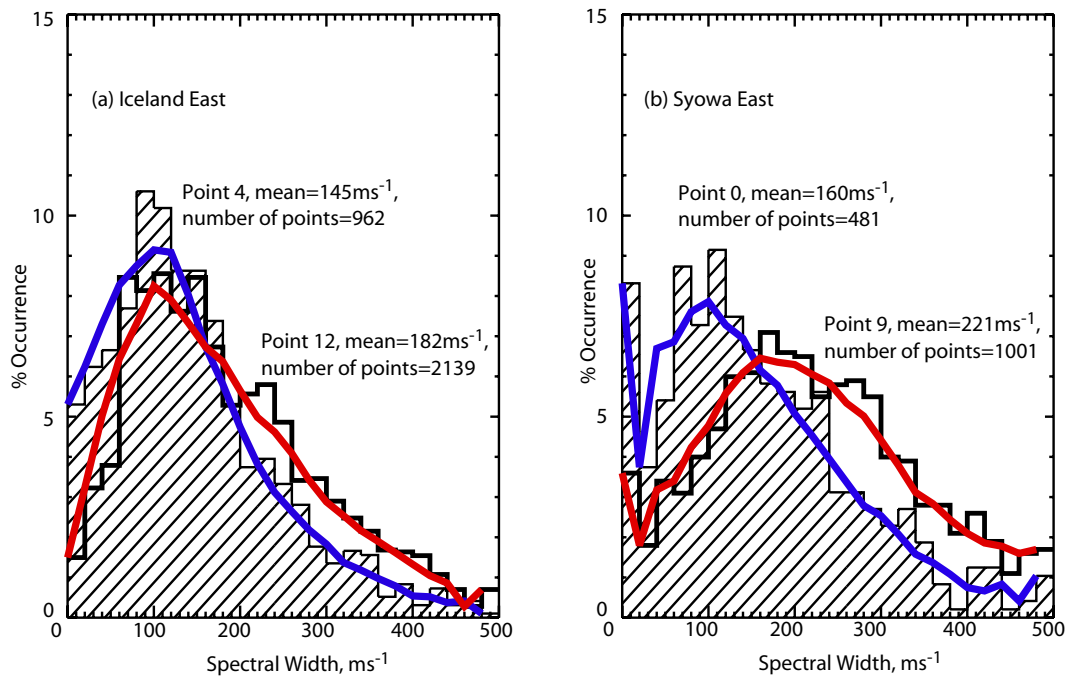 15
(a) Iceland East
Point 4, mean=145ms-1,
number of points=962
10
% Occurrence
Point 12, mean=182ms-1,
number of points=2139
5
0
0 100 200 300 400 500
Spectral Width, ms-1
15
(b) Syowa East
Point 0, mean=160ms-1,
number of points=481
10
% Occurrence
Point 9, mean=221ms-1,
number of points=1001
5
0
0 100 200 300 400 500
Spectral Width, ms-1